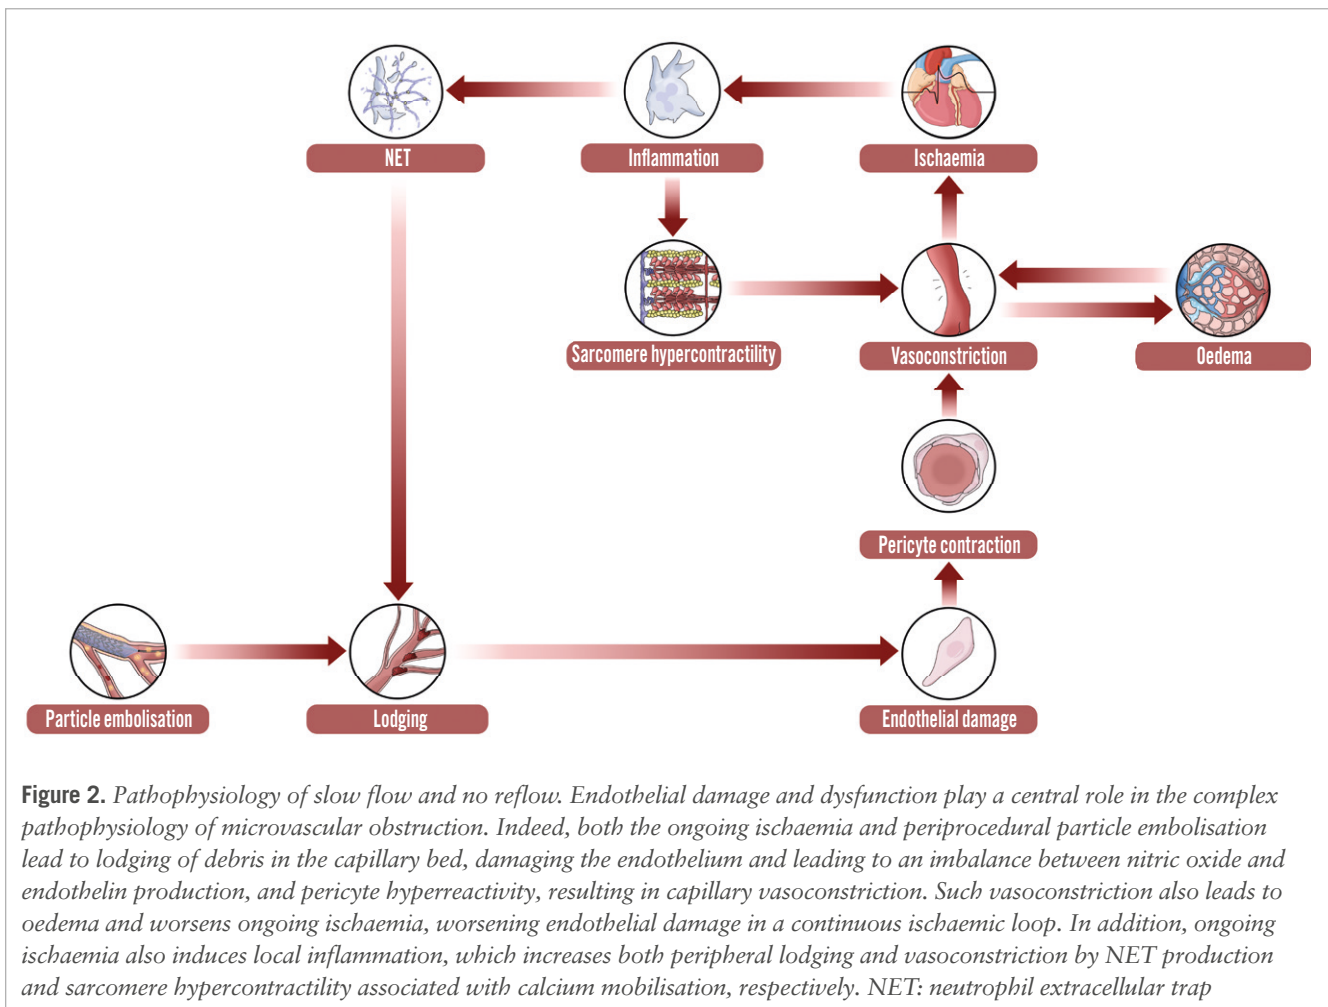 NET
Inflammation
Ischaemia
Sarcomere hypercontractility
Vasoconstriction
Oedema
Pericyte contraction
Particle embolisation
Lodging
Endothelial damage
Figure 2. Pathophysiology of slow flow and no reflow. Endothelial damage and dysfunction play a central role in the complex
pathophysiology of microvascular obstruction. Indeed, both the ongoing ischaemia and periprocedural particle embolisation
lead to lodging of debris in the capillary bed, damaging the endothelium and leading to an imbalance between nitric oxide and
endothelin production, and pericyte hyperreactivity, resulting in capillary vasoconstriction. Such vasoconstriction also leads to
oedema and worsens ongoing ischaemia, worsening endothelial damage in a continuous ischaemic loop. In addition, ongoing
ischaemia also induces local inflammation, which increases both peripheral lodging and vasoconstriction by NET production
and sarcomere hypercontractility associated with calcium mobilisation, respectively. NET: neutrophil extracellular trap